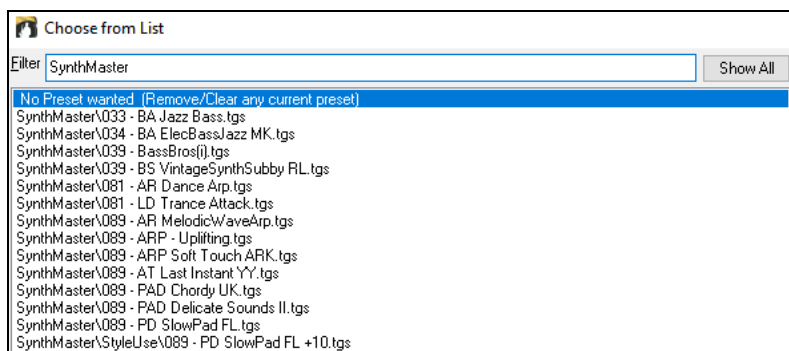 Choose from List
Filter SynthMaster Show All
No Preset wanted (Remove/Clear any current preset)
SynthMaster\033 - BA Jazz Bass.tgs
SynthMaster\034 - BA ElecBassJazz MK.tgs
SynthMaster\039 - BassBros(i).tgs
SynthMaster\039 - BS VintageSynthSubby RL.tgs
SynthMaster\081 - AR Dance Arp.tgs
SynthMaster\081 - LD Trance Attack.tgs
SynthMaster\089 - AR MelodicWaveArp.tgs
SynthMaster\089 - ARP - Uplifting.tgs
SynthMaster\089 - ARP Soft Touch ARK.tgs
SynthMaster\089 - AT Last Instant YY.tgs
SynthMaster\089 - PAD Chordy UK.tgs
SynthMaster\089 - PAD Delicate Sounds II.tgs
SynthMaster\089 - PD SlowPad FL.tgs
SynthMaster\StyleUse\089 - PD SlowPad FL +10.tgs